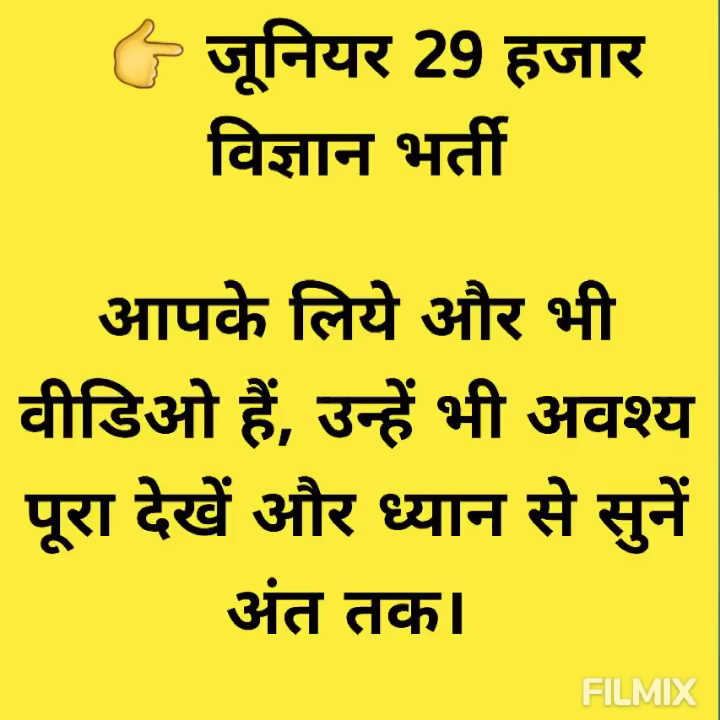 👉 जूनियर 29 हजार
विज्ञान भर्ती
आपके लिये और भी
वीडिओ हैं, उन्हें भी अवश्य
पूरा देखें और ध्यान से सुनें
अंत तक।
FILMIX